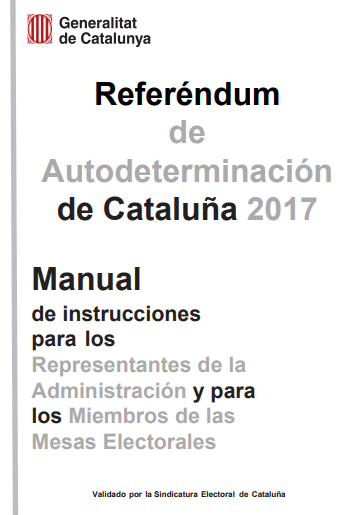 Generalitat
de Catalunya
Referéndum
de
Autodeterminación
de Cataluña 2017
Manual
de instrucciones
para los
Representantes de la
Administración y para
los Miembros de las
Mesas Electorales
Validado por la Sindicatura Electoral de Cataluña